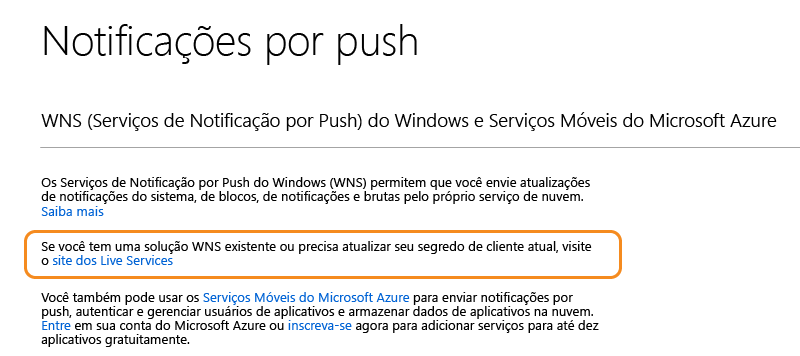 Notificações por push
WNS (Serviços de Notificação por Push) do Windows e Serviços Móveis do Microsoft Azure
Os Serviços de Notificação por Push do Windows (WNS) permitem que você envie atualizações
de notificações do sistema, de blocos, de notificações e brutas pelo próprio serviço de nuvem.
Saiba mais
Se você tem uma solução WNS existente ou precisa atualizar seu segredo de cliente atual, visite
o site dos Live Services
Você também pode usar os Serviços Móveis do Microsoft Azure para enviar notificações por
push, autenticar e gerenciar usuários de aplicativos e armazenar dados de aplicativos na nuvem.
Entre em sua conta do Microsoft Azure ou inscreva-se agora para adicionar serviços para até dez
aplicativos gratuitamente.